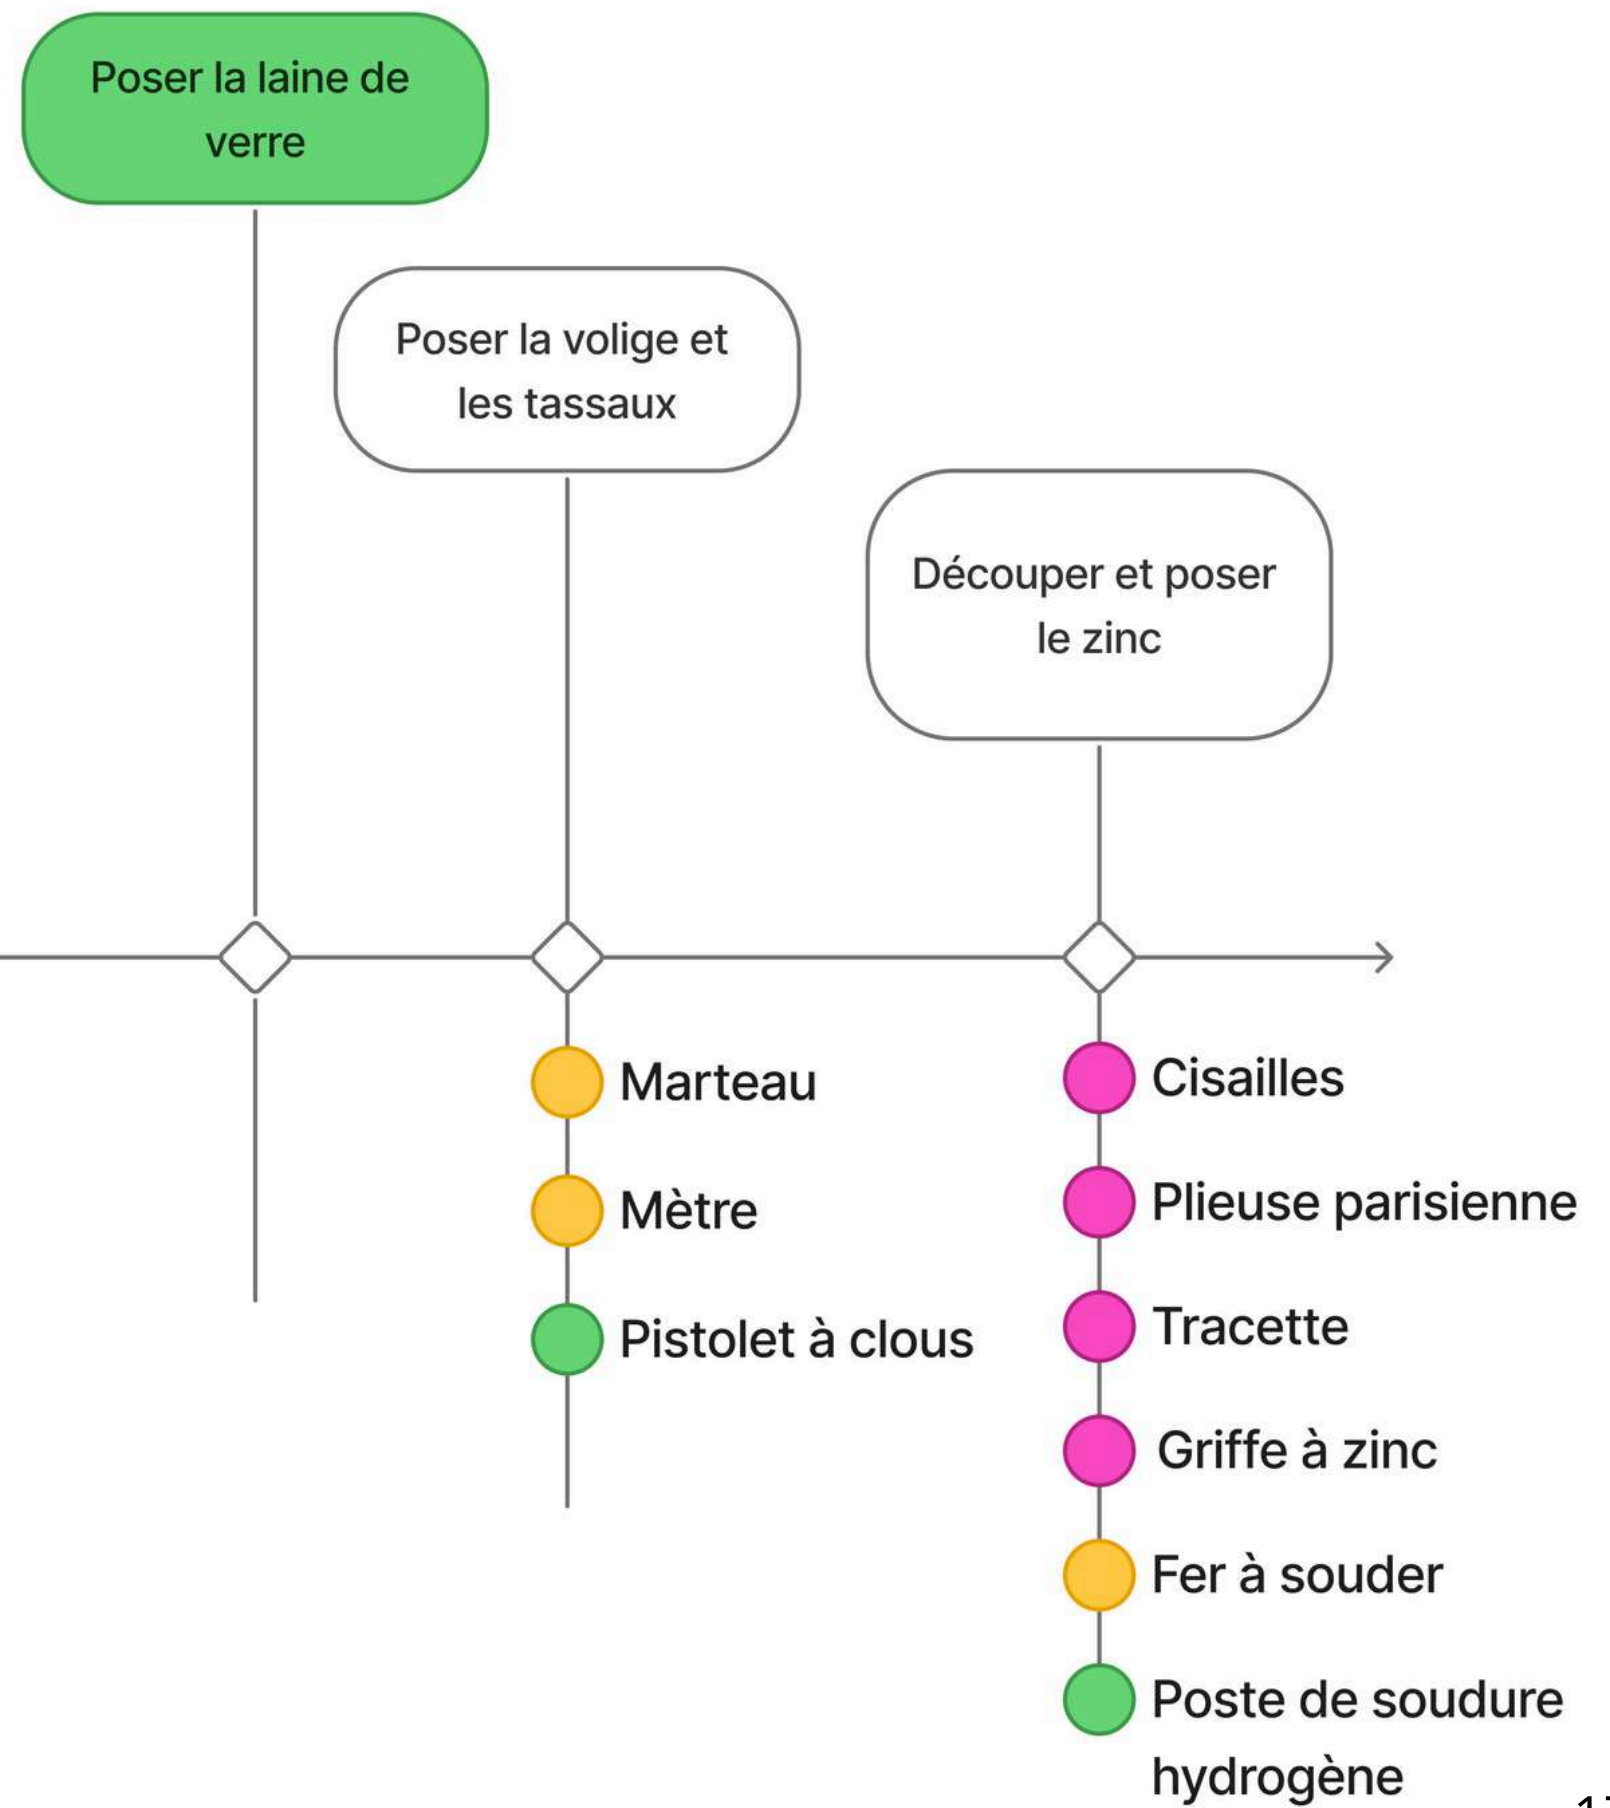 Poser la laine de
verre
Poser la volige et
les tassaux
Découper et poser
le zinc
Marteau
Mètre
Pistolet à clous
Cisailles
Plieuse parisienne
Tracette
Griffe à zinc
Fer à souder
Poste de soudure
hydrogène